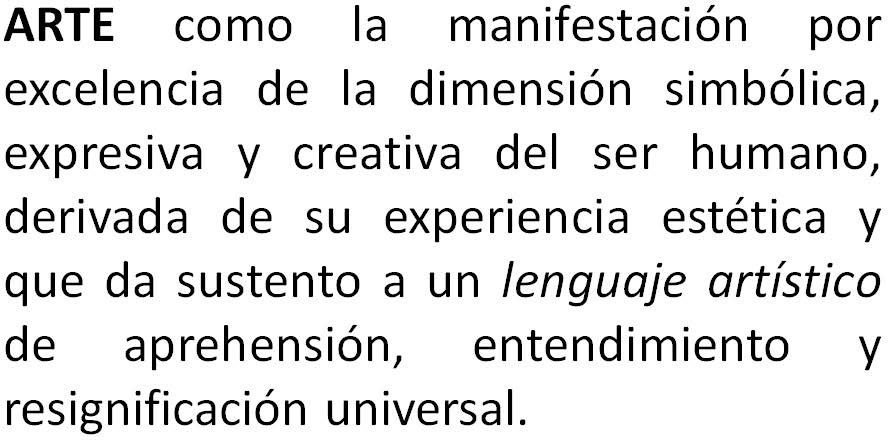 ARTE como la manifestación por
excelencia de la dimensión simbólica,
expresiva y creativa del ser humano,
derivada de su experiencia estética y
que da sustento a un lenguaje artístico
de aprehensión, entendimiento y
resignificación universal.